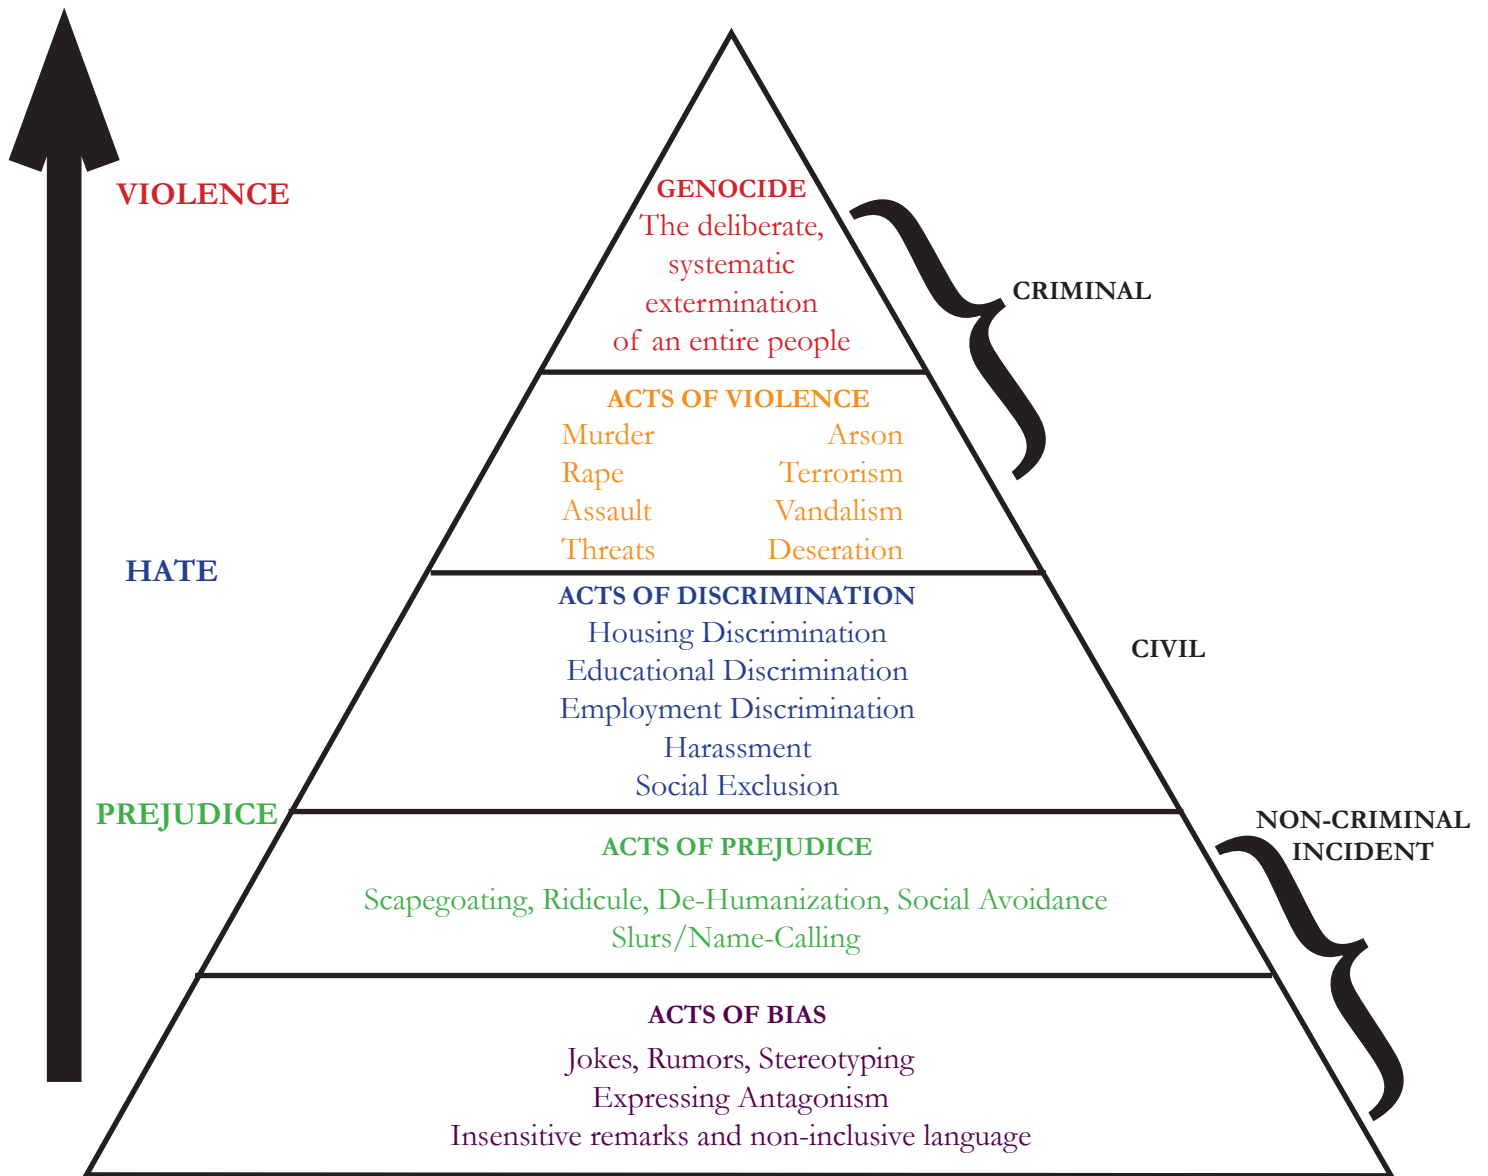 VIOLENCE
GENOCIDE
The deliberate,
systematic
extermination
of an entire people
CRIMINAL
ACTS OF VIOLENCE
Murder Arson
Rape Terrorism
Assault Vandalism
Threats Deseration
HATE
ACTS OF DISCRIMINATION
Housing Discrimination
Educational Discrimination
Employment Discrimination
Harassment
Social Exclusion
CIVIL
PREJUDICE
ACTS OF PREJUDICE
Scapegoating, Ridicule, De-Humanization, Social Avoidance
Slurs/Name-Calling
NON-CRIMINAL
INCIDENT
ACTS OF BIAS
Jokes, Rumors, Stereotyping
Expressing Antagonism
Insensitive remarks and non-inclusive language